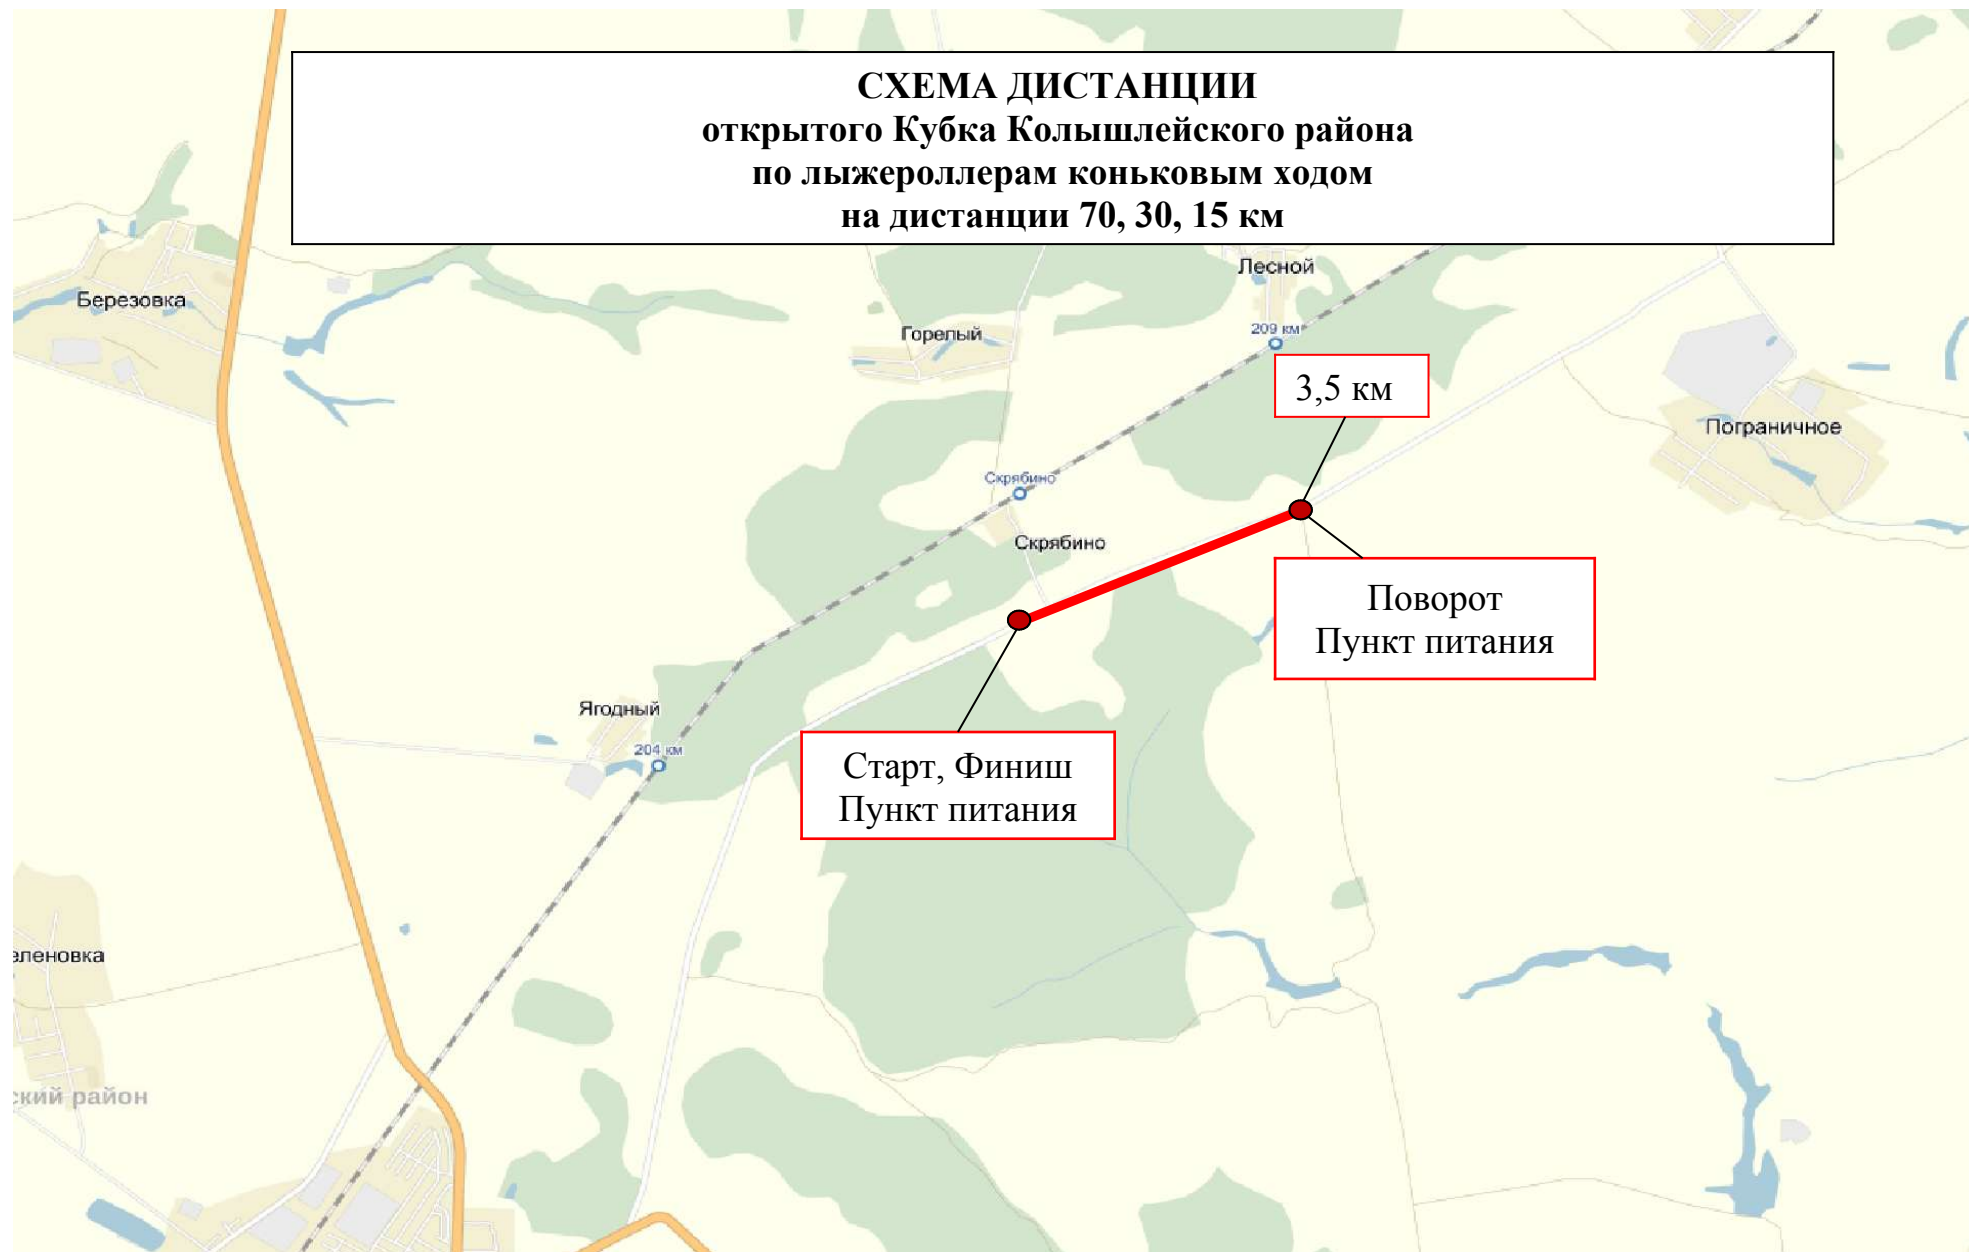 СХЕМА ДИСТАНЦИИ
открытого Кубка Колышлейского района
по лыжероллерам коньковым ходом
на дистанции 70, 30, 15 км
Лесной
Березовка
209 км
Горелый
3,5 км
Пограничное
Скрябино
Скрябино
Поворот
Пункт питания
Ягодный
204 км
Старт, Финиш
Пункт питания
еленовка
ский район